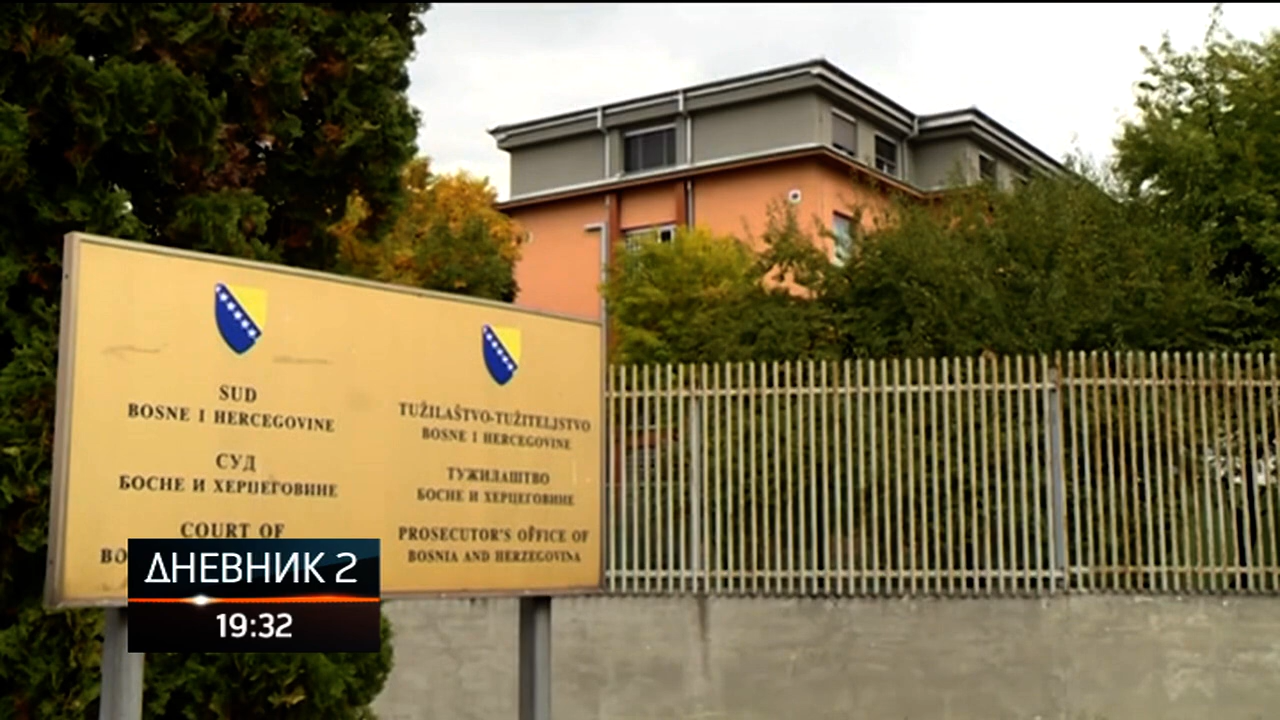 SUD
BOSNE I HERCEGOVINE
СУД
БОСНЕ И ХЕРЦЕГОВИНЕ
COURT OF
BO
TUŽILAŠTVO-TUŽITELJSTVO
BOSNE I HERCEGOVINE
ТУЖИЛАШТВО
БОСНЕ И ХЕРЦЕГОВИНЕ
PROSECUTOR'S OFFICE OF
BOSNIA AND HERZEGOVINA
ДНЕВНИК 2
19:32